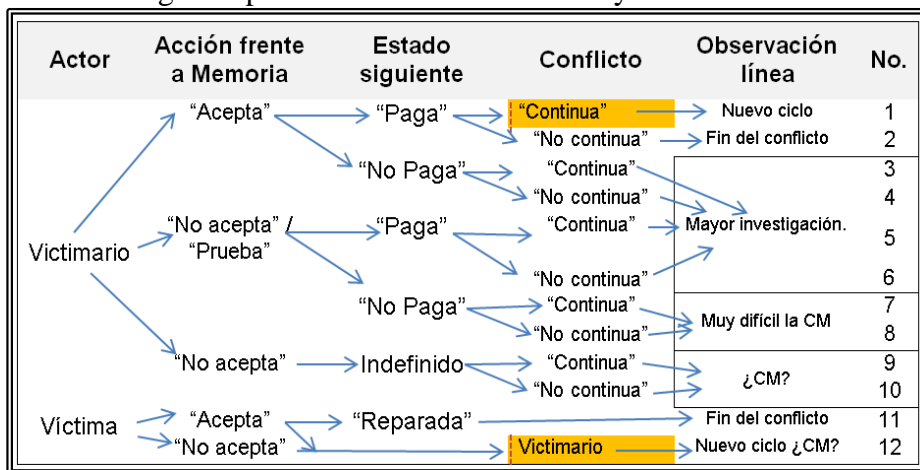 Actor
Acción frente
a Memoria
Estado
siguiente
Conflicto
Observación
línea
No.
"Acepta"
"Paga"
"Continua"
Nuevo ciclo
1
"No continua"
Fin del conflicto
2
"No Paga"
"Continua"
3
"No continua"
4
Victimario
"No acepta" /
"Prueba"
"Paga"
"Continua"
Mayor investigación.
5
"No continua"
6
"No Paga"
"Continua"
7
Muy difícil la CM
"No continua"
8
"No acepta"
Indefinido
"Continua"
9
¿CM?
"No continua"
10
Víctima
"Acepta"
"Reparada"
Fin del conflicto
11
"No acepta"
Victimario
Nuevo ciclo ¿CM?
12